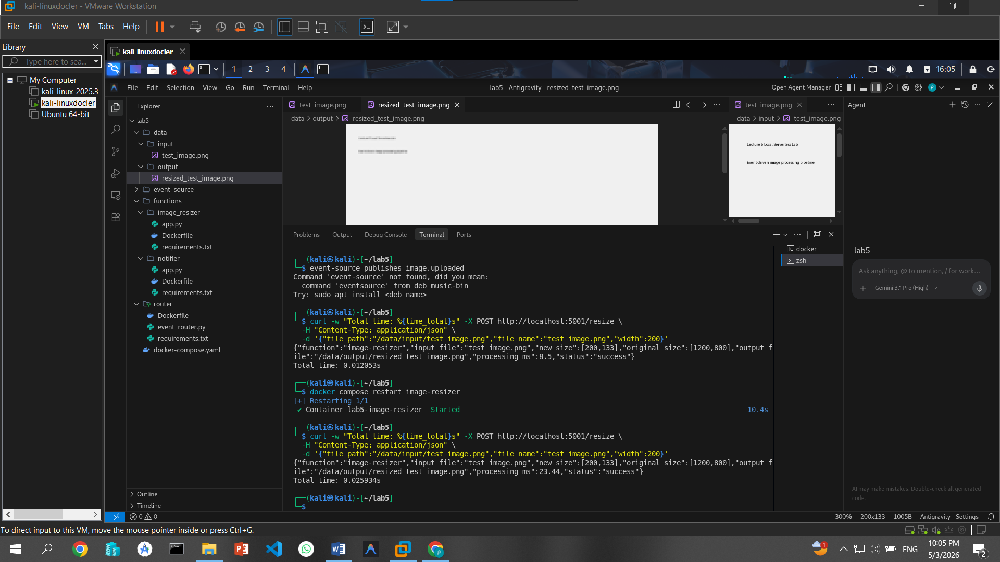 kali-linuxdocler - VMware Workstation
File Edit View VM Tabs Help
Library
Type here to sea...
My Computer
kali-linux-2025.3-
kali-linuxdocler
Ubuntu 64-bit
kali-linuxdocler
1 2 3 4
16:05
File Edit Selection View Go Run Terminal Help
lab5 - Antigravity - resized_test_image.png
Open Agent Manager
Explorer
lab5
data
input
test_image.png
output
resized_test_image.png
event_source
functions
image_resizer
app.py
Dockerfile
requirements.txt
notifier
app.py
Dockerfile
requirements.txt
router
Dockerfile
event_router.py
requirements.txt
docker-compose.yaml
Outline
Timeline
test_image.png
resized_test_image.png
data > output > resized_test_image.png
test_image.png
data > input > test_image.png
Lecture 5 Local Serverless Lab
Event-driven image processing pipeline
Problems Output Debug Console Terminal Ports
docker
zsh
(kali㉿kali)-[~/lab5]
$ event-source publishes image.uploaded
Command 'event-source' not found, did you mean:
command 'eventsource' from deb music-bin
Try: sudo apt install <deb name>
(kali㉿kali)-[~/lab5]
$ curl -w "Total time: %{time_total}s" -X POST http://localhost:5001/resize \
-H "Content-Type: application/json" \
-d '{"file_path":"/data/input/test_image.png","file_name":"test_image.png","width":200}'
{"function":"image-resizer","input_file":"test_image.png","new_size":[200,133],"original_size":[1200,800],"output_f
ile":"/data/output/resized_test_image.png","processing_ms":8.5,"status":"success"}
Total time: 0.012053s
(kali㉿kali)-[~/lab5]
$ docker compose restart image-resizer
[+] Restarting 1/1
✔ Container lab5-image-resizer Started 10.4s
(kali㉿kali)-[~/lab5]
$ curl -w "Total time: %{time_total}s" -X POST http://localhost:5001/resize \
-H "Content-Type: application/json" \
-d '{"file_path":"/data/input/test_image.png","file_name":"test_image.png","width":200}'
{"function":"image-resizer","input_file":"test_image.png","new_size":[200,133],"original_size":[1200,800],"output_f
ile":"/data/output/resized_test_image.png","processing_ms":23.44,"status":"success"}
Total time: 0.025934s
(kali㉿kali)-[~/lab5]
$
Agent
lab5
Ask anything, @ to mention, / for work...
Gemini 3.1 Pro (High)
AI may make mistakes. Double-check all generated
code.
0 0
300% 200x133 1005B Antigravity - Settings
To direct input to this VM, move the mouse pointer inside or press Ctrl+G.
1
ENG
10:05 PM
5/3/2026
2